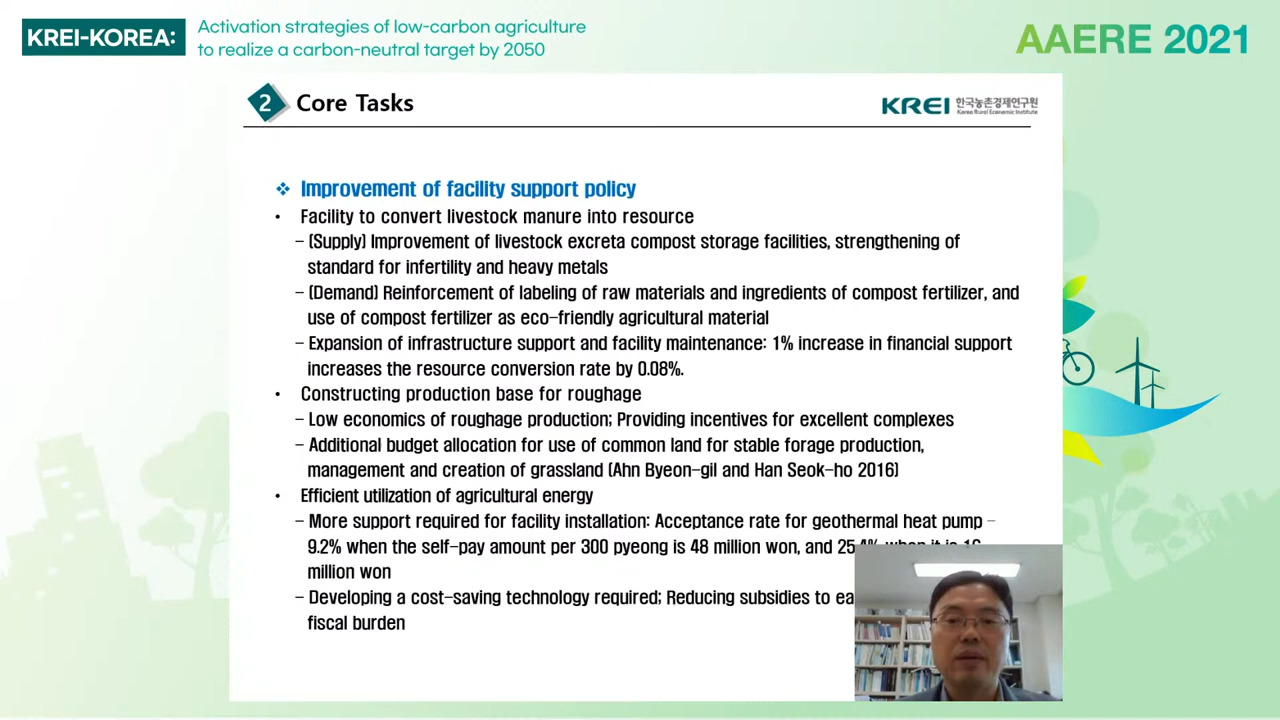 KREI-KOREA:
Activation strategies of low-carbon agriculture
to realize a carbon-neutral target by 2050
AAERE 2021
2 Core Tasks
KREI 한국농촌경제연구원
Korea Rural Economic Institute
❖ Improvement of facility support policy
• Facility to convert livestock manure into resource
– (Supply) Improvement of livestock excreta compost storage facilities, strengthening of
standard for infertility and heavy metals
– (Demand) Reinforcement of labeling of raw materials and ingredients of compost fertilizer, and
use of compost fertilizer as eco-friendly agricultural material
– Expansion of infrastructure support and facility maintenance: 1% increase in financial support
increases the resource conversion rate by 0.08%.
• Constructing production base for roughage
– Low economics of roughage production; Providing incentives for excellent complexes
– Additional budget allocation for use of common land for stable forage production,
management and creation of grassland (Ahn Byeon-gil and Han Seok-ho 2016)
• Efficient utilization of agricultural energy
– More support required for facility installation: Acceptance rate for geothermal heat pump –
9.2% when the self-pay amount per 300 pyeong is 48 million won, and 25.4% when it is 16
million won
– Developing a cost-saving technology required; Reducing subsidies to
fiscal burden